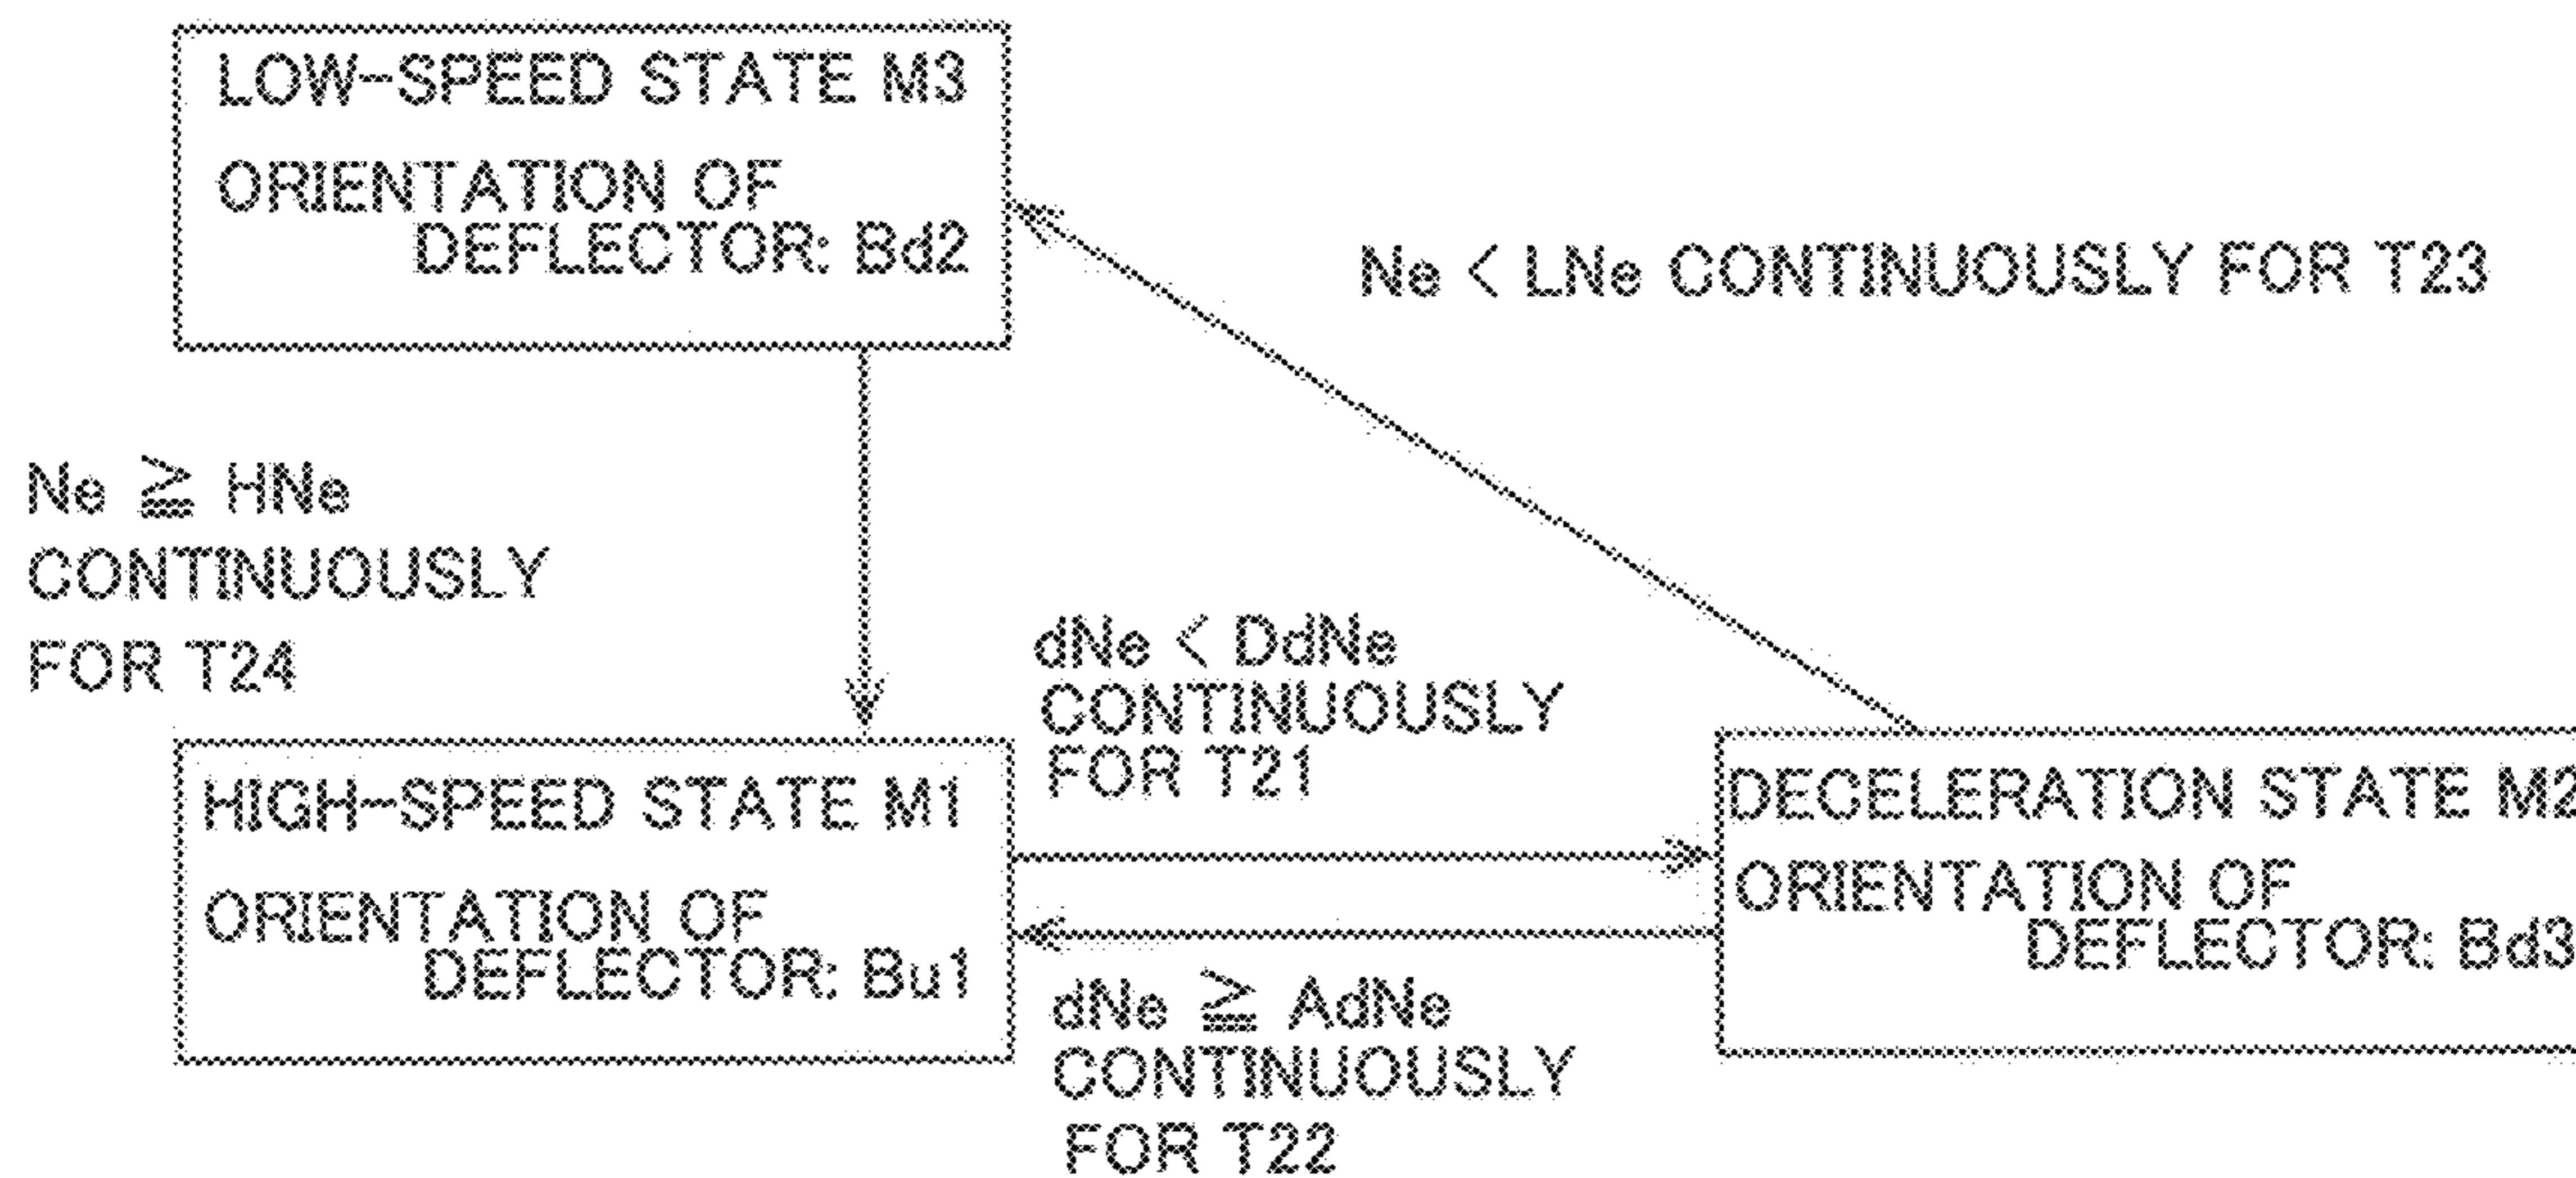 LOW-SPEED STATE M3
ORIENTATION OF
DEFLECTOR: Bd2
Ne < LNe CONTINUOUSLY FOR T23
Ne ≧ HNe
CONTINUOUSLY
FOR T24
dNe < DdNe
CONTINUOUSLY
FOR T21
HIGH-SPEED STATE M1
ORIENTATION OF
DEFLECTOR: Bu1
DECELERATION STATE M2
ORIENTATION OF
DEFLECTOR: Bd3
dNe ≧ AdNe
CONTINUOUSLY
FOR T22